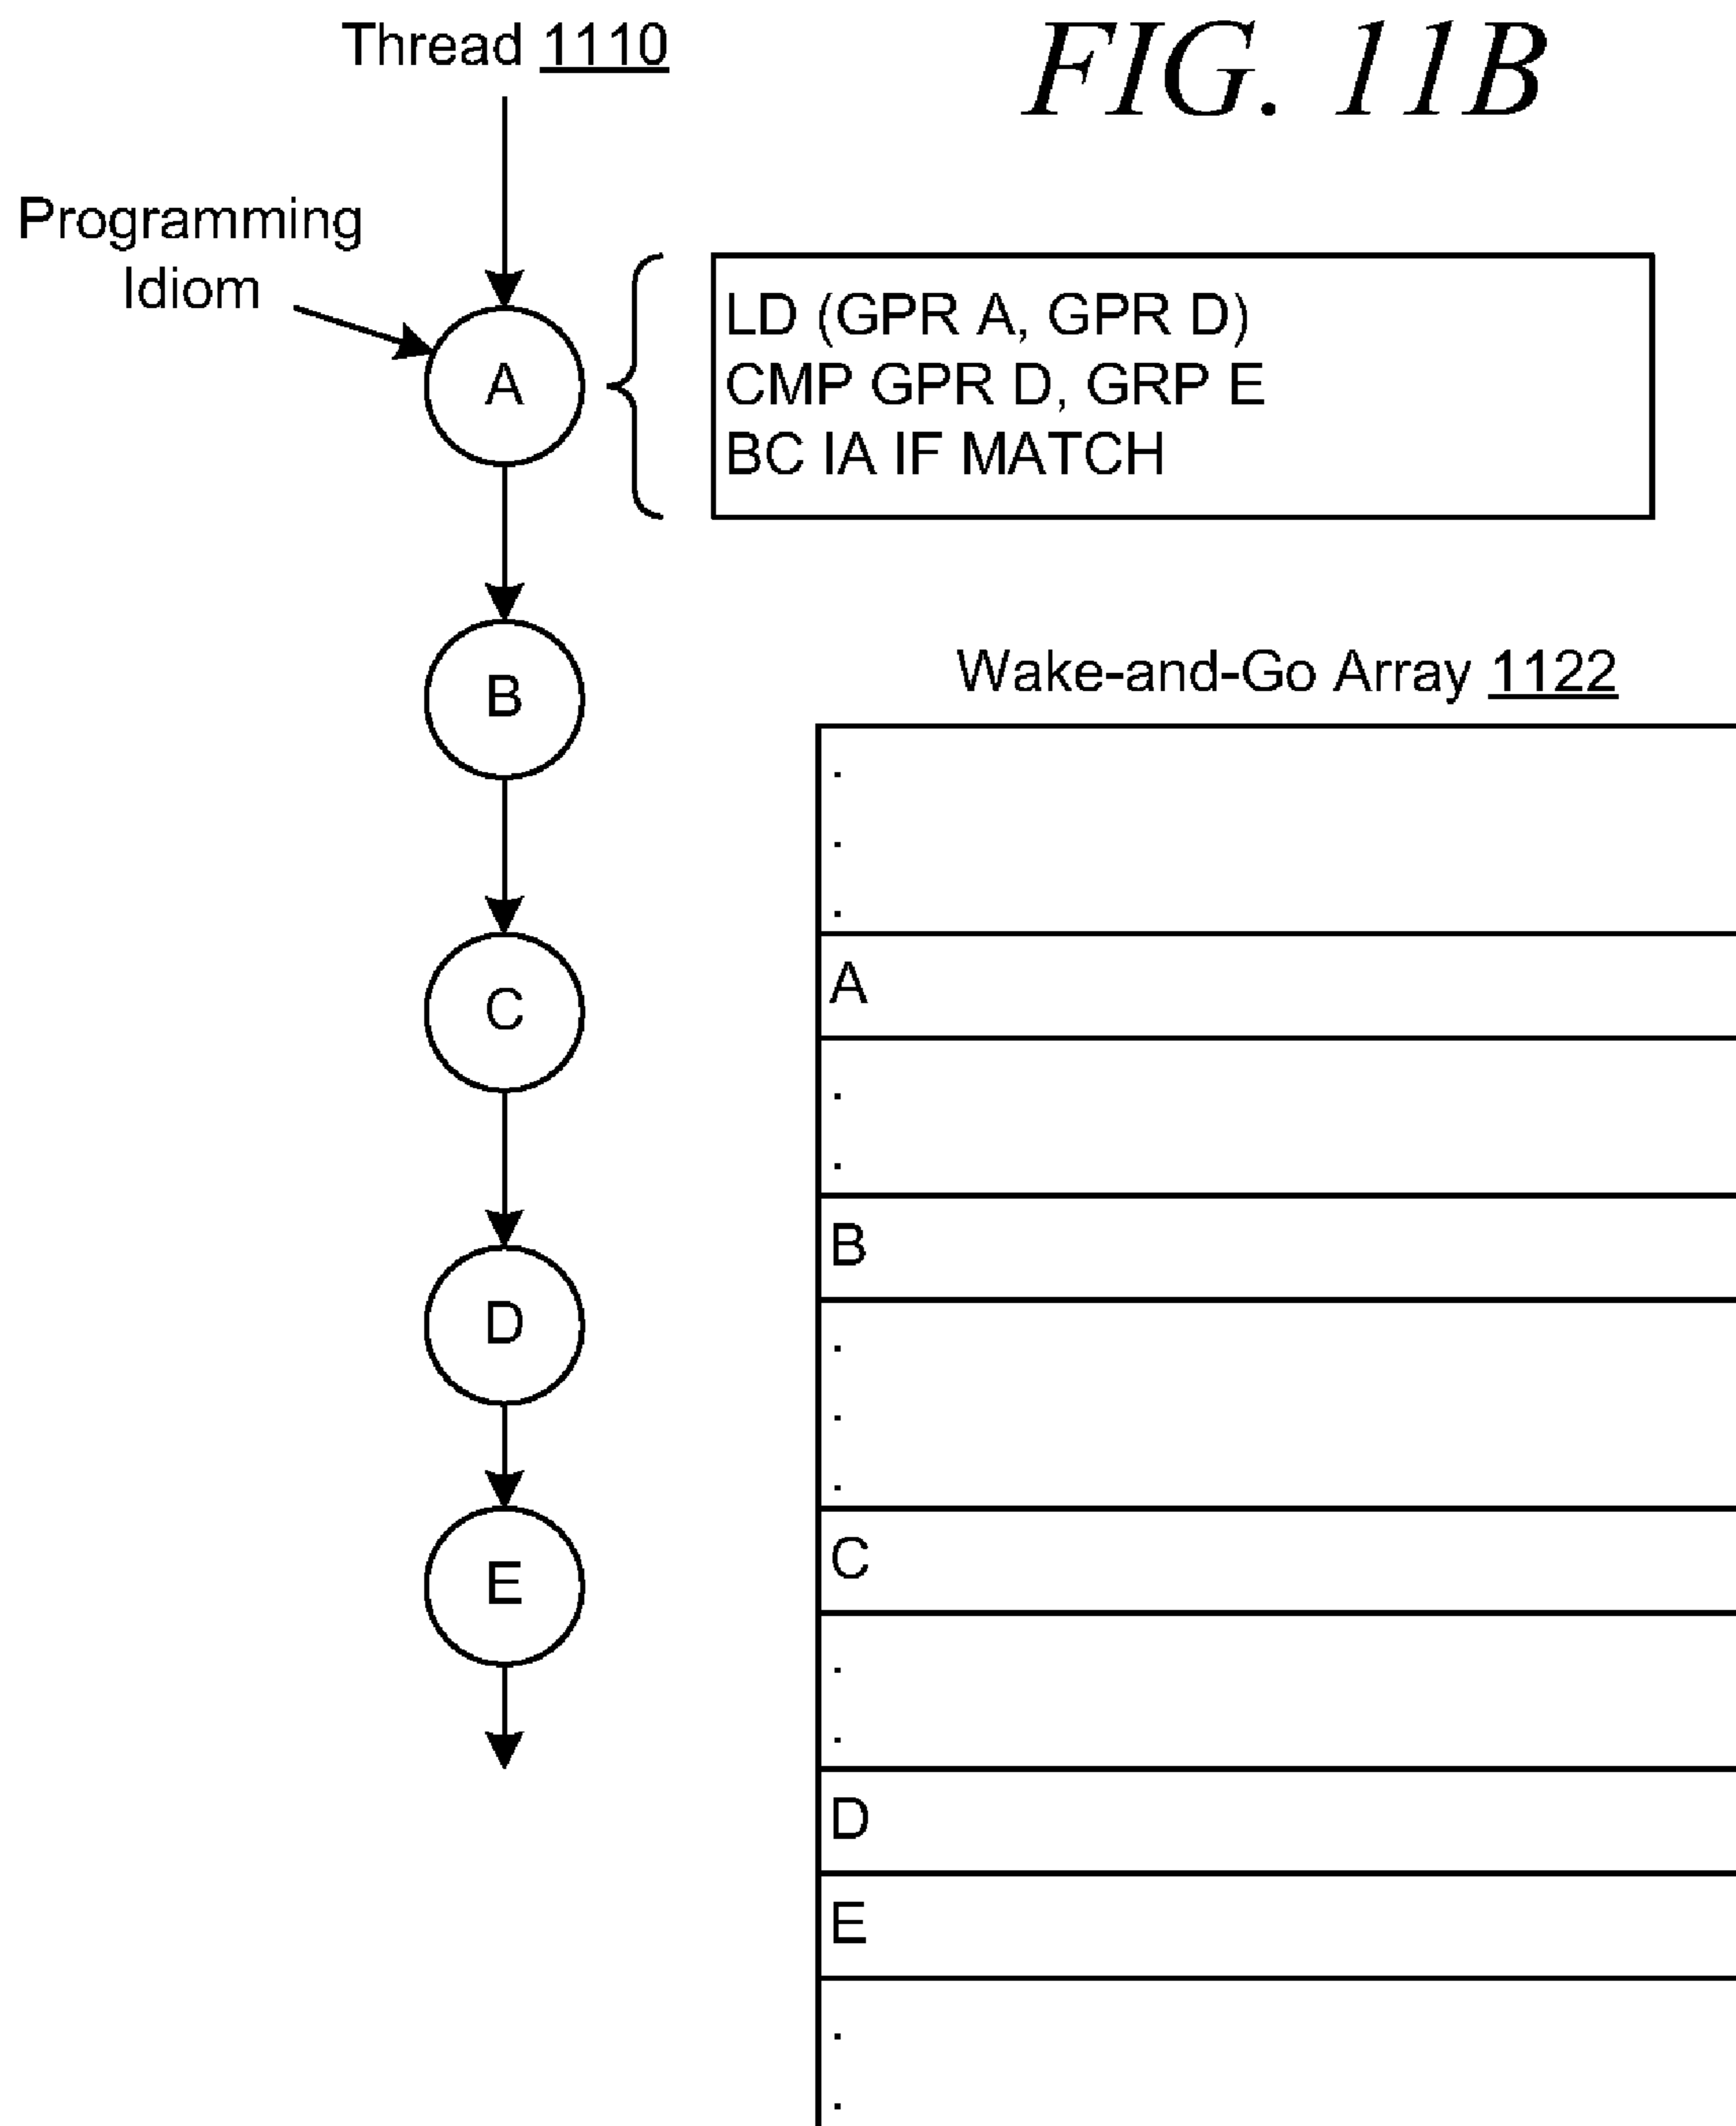 Thread 1110
FIG. 11B
Programming
Idiom
A
LD (GPR A, GPR D)
CMP GPR D, GRP E
BC IA IF MATCH
B
C
D
E
Wake-and-Go Array 1122
.
.
.
A
.
.
B
.
.
.
C
.
.
D
E
.
.